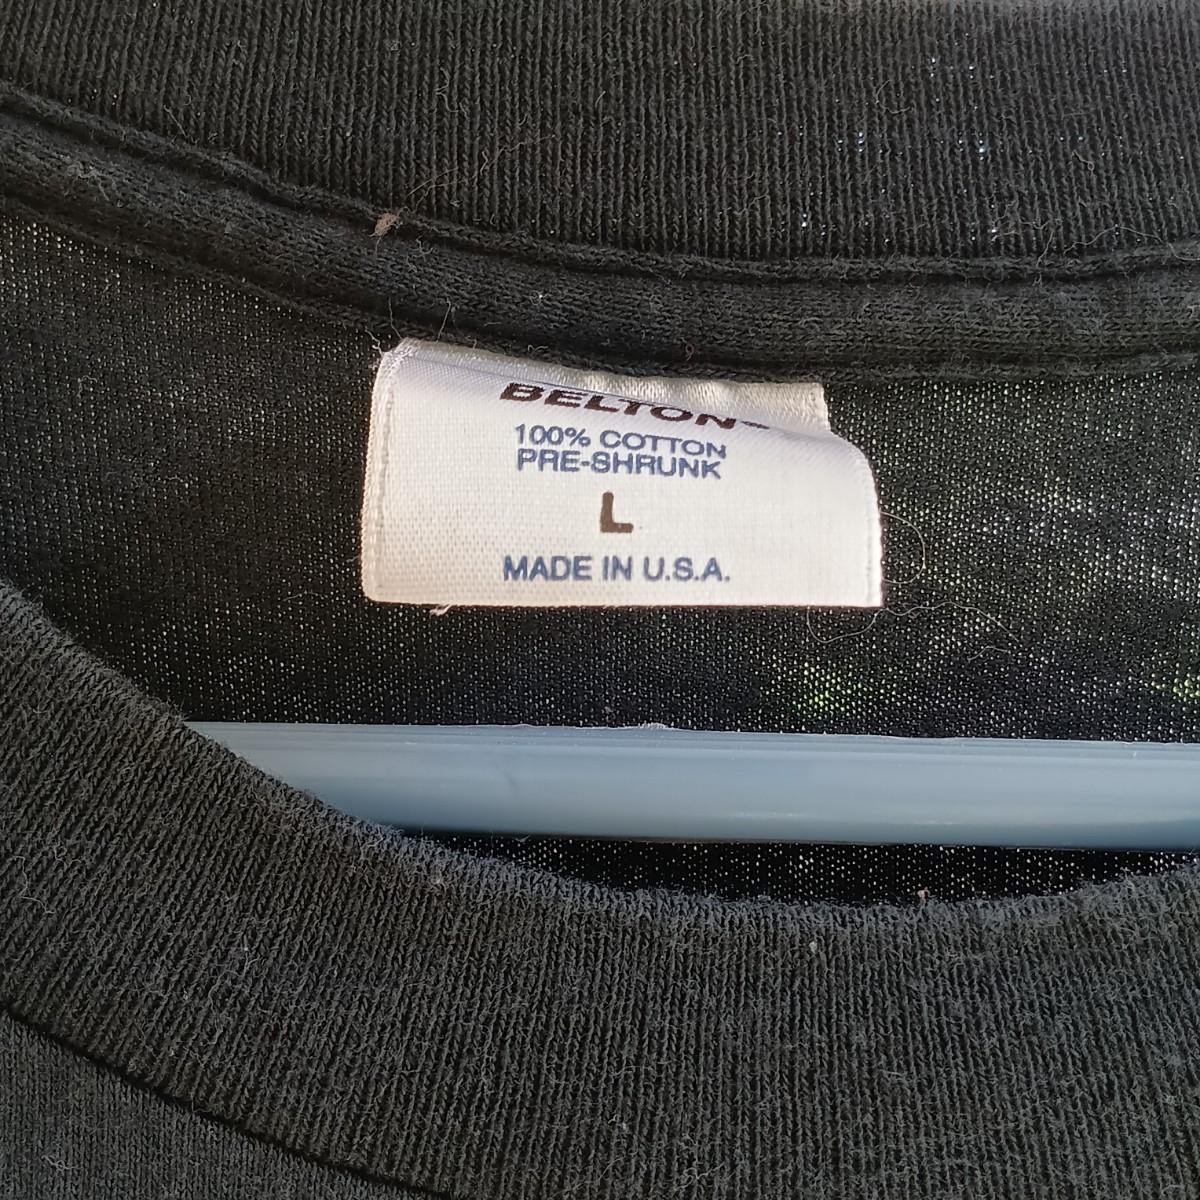 BELTON
100% COTTON
PRE-SHRUNK
L
MADE IN U.S.A.